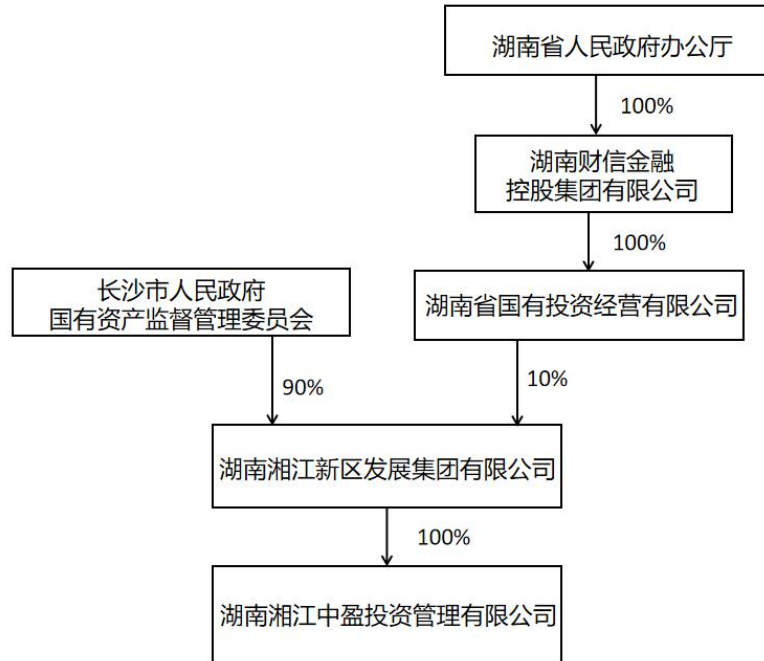 湖南省人民政府办公厅
100%
湖南财信金融
控股集团有限公司
100%
长沙市人民政府
国有资产监督管理委员会
湖南省国有投资经营有限公司
90%
10%
湖南湘江新区发展集团有限公司
100%
湖南湘江中盈投资管理有限公司